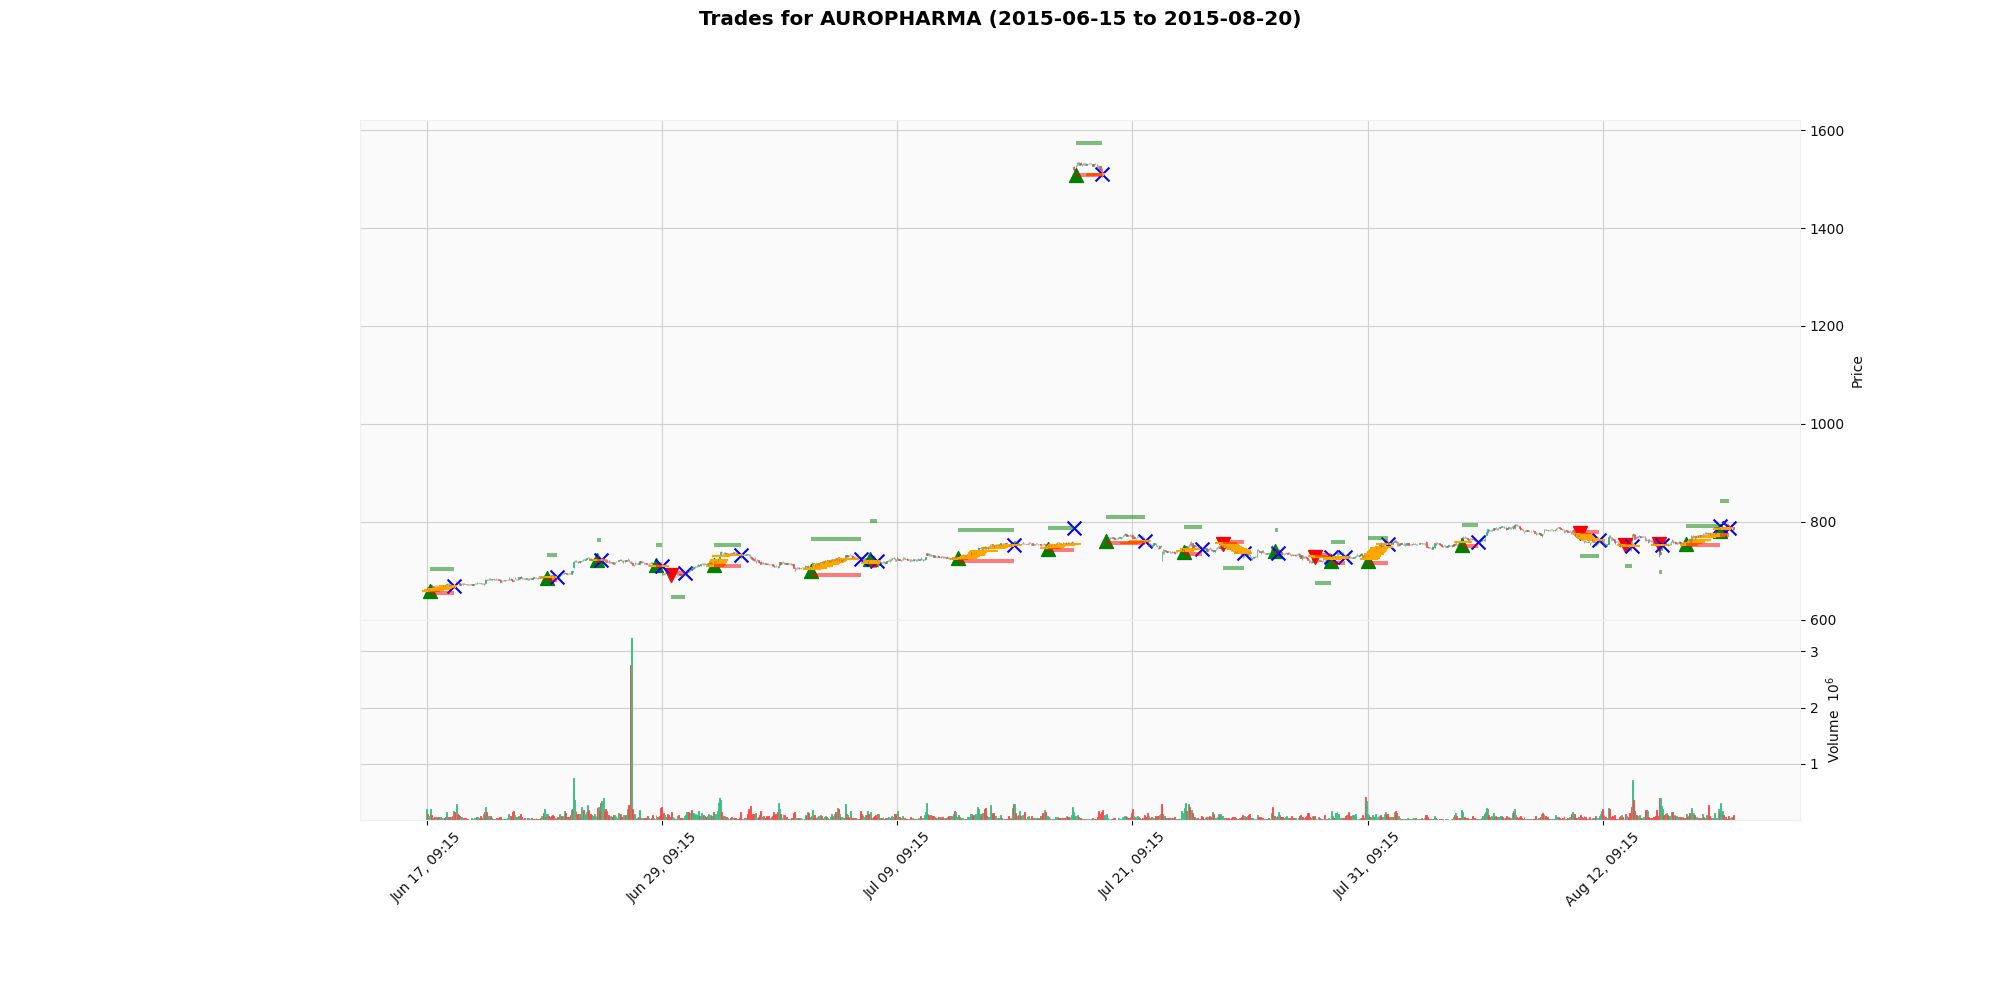 Trades for AUROPHARMA (2015-06-15 to 2015-08-20)
1600
1400
1200
1000
800
600
Price
3
2
1
Volume 10^6
Jun 17, 09:15
Jun 29, 09:15
Jul 09, 09:15
Jul 21, 09:15
Jul 31, 09:15
Aug 12, 09:15